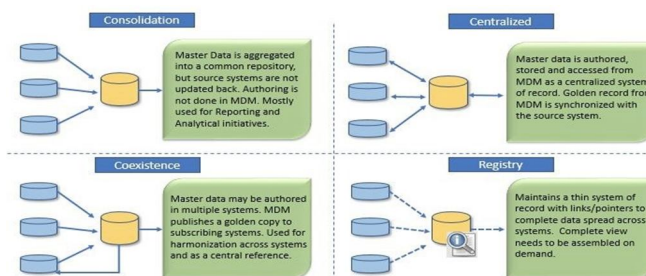 Consolidation
Master Data is aggregated
into a common repository,
but source systems are not
updated back. Authoring is
not done in MDM. Mostly
used for Reporting and
Analytical initiatives.
Centralized
Master data is authored,
stored and accessed from
MDM as a centralized system
of record. Golden record from
MDM is synchronized with
the source system.
Coexistence
Master data may be authored
in multiple systems. MDM
publishes a golden copy to
subscribing systems. Used for
harmonization across systems
and as a central reference.
Registry
Maintains a thin system of
record with links/pointers to
complete data spread across
systems. Complete view
needs to be assembled on
demand.